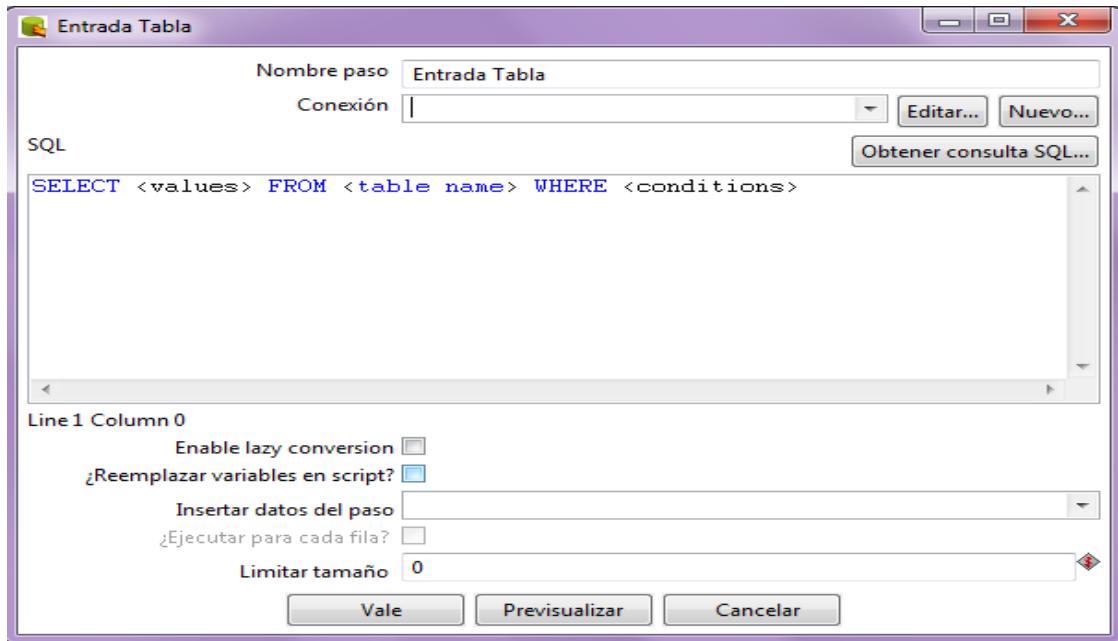 Entrada Tabla
Nombre paso Entrada Tabla
Conexión Editar... Nuevo...
SQL Obtener consulta SQL...
SELECT <values> FROM <table name> WHERE <conditions>
Line 1 Column 0
Enable lazy conversion
¿Reemplazar variables en script?
Insertar datos del paso
¿Ejecutar para cada fila?
Limitar tamaño 0
Vale Previsualizar Cancelar